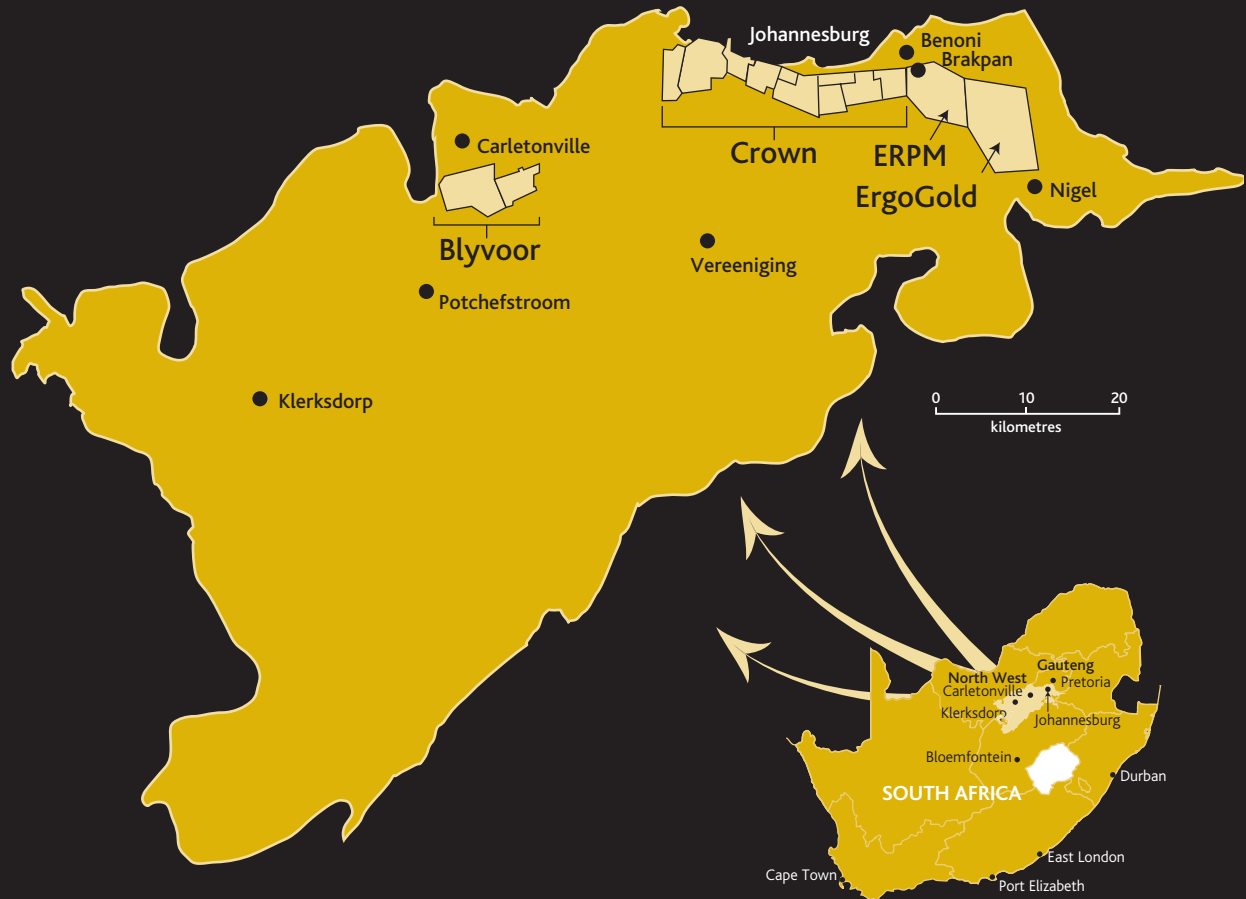 Johannesburg
Benoni
Brakpan
Carletonville
Crown
ERPM
ErgoGold
Nigel
Blyvoor
Vereeniging
Potchefstroom
Klerksdorp
0 10 20
kilometres
Gauteng
North West
Pretoria
Carletonville
Klerksdorp
Johannesburg
Bloemfontein
Durban
SOUTH AFRICA
East London
Cape Town
Port Elizabeth